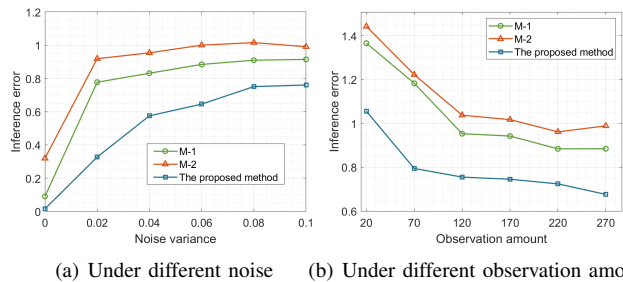 1.2
1
0.8
0.6
0.4
0.2
0
0 0.02 0.04 0.06 0.08 0.1
Inference error
Noise variance
M-1
M-2
The proposed method
(a) Under different noise
1.4
1.2
1
0.8
0.6
20 70 120 170 220 270
Inference error
Observation amount
M-1
M-2
The proposed method
(b) Under different observation amo